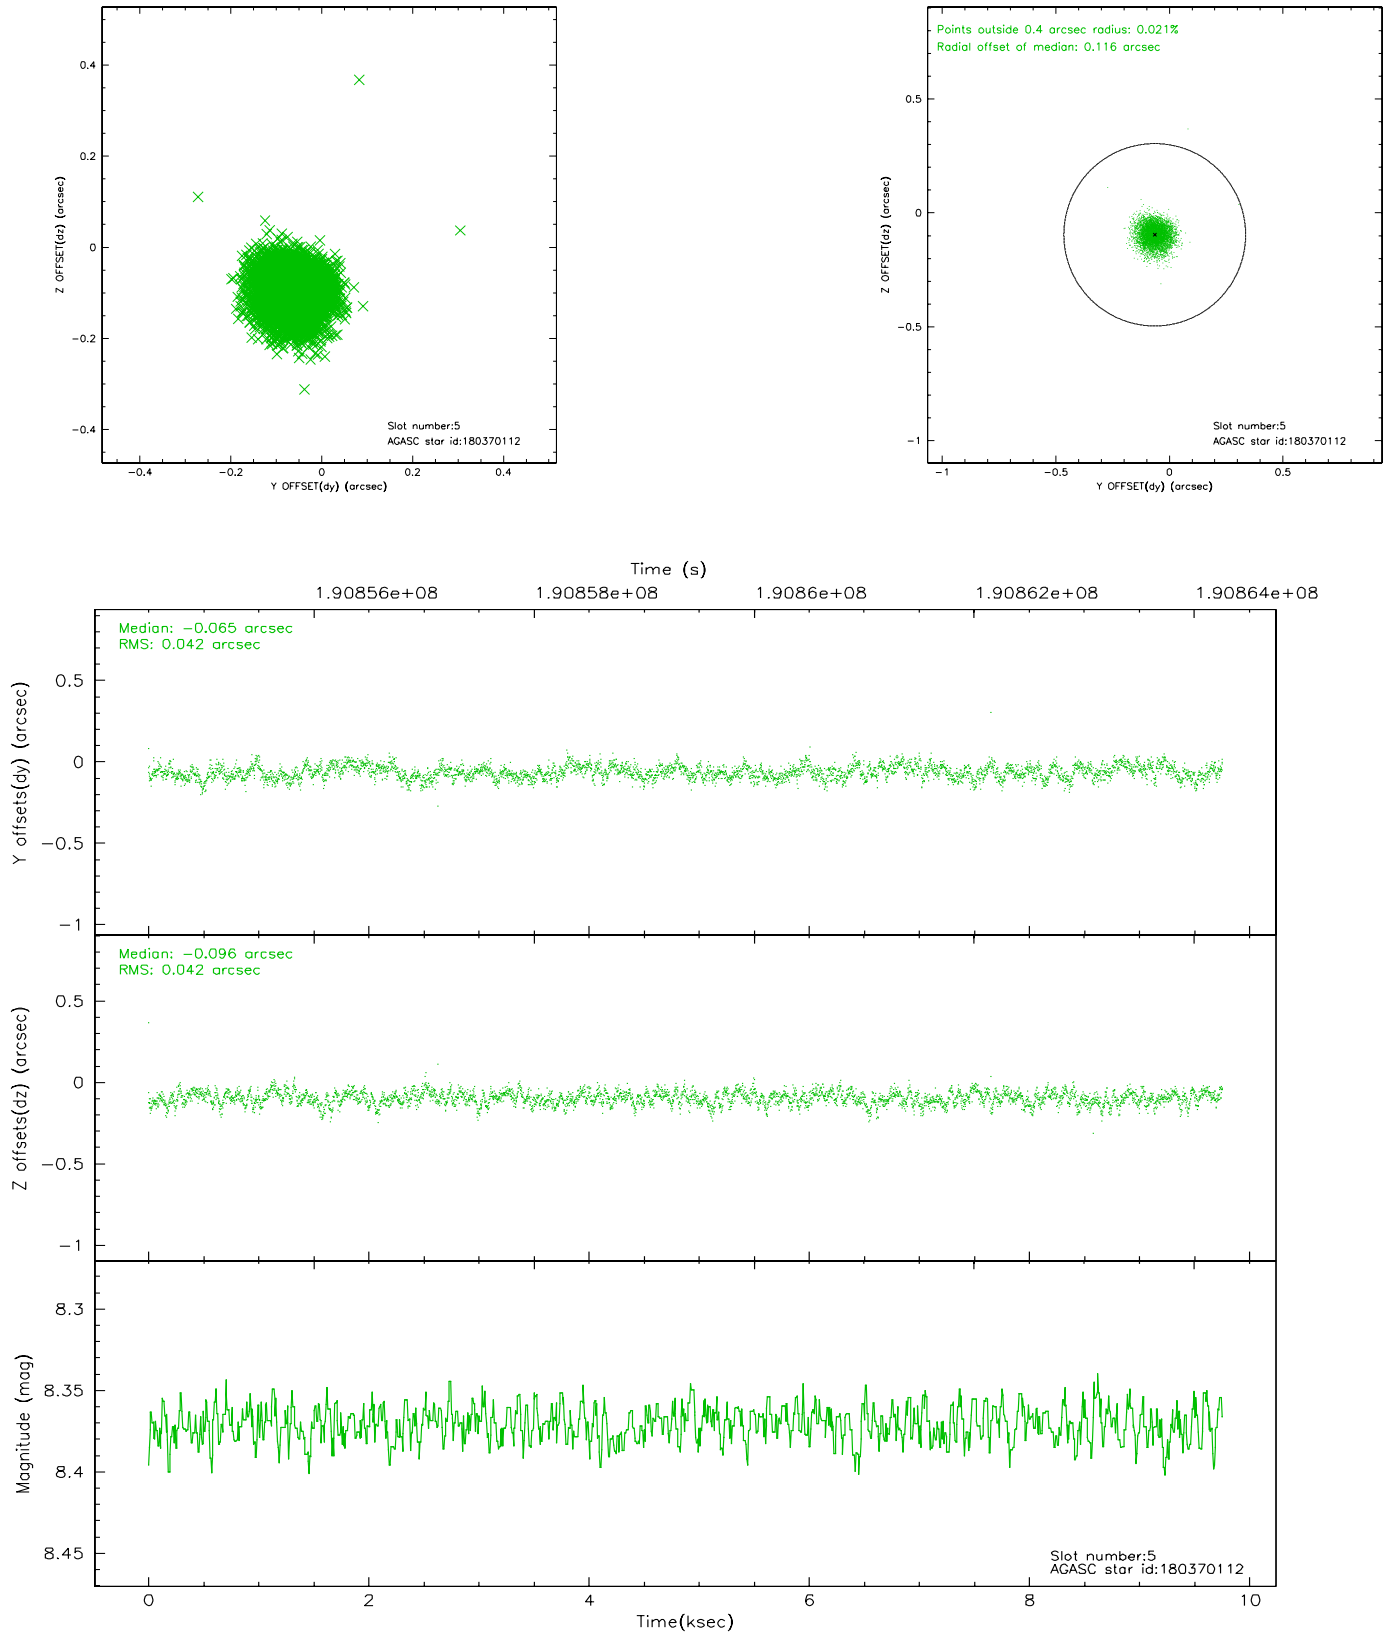 0.4
0.2
0
−0.2
−0.4
Z OFFSET(dz) (arcsec)
Slot number:5
AGASC star id:180370112
−0.4
−0.2
0
0.2
0.4
Y OFFSET(dy) (arcsec)
Points outside 0.4 arcsec radius: 0.021%
Radial offset of median: 0.116 arcsec
0.5
0
−0.5
−1
Z OFFSET(dz) (arcsec)
Slot number:5
AGASC star id:180370112
−1
−0.5
0
0.5
Y OFFSET(dy) (arcsec)
Time (s)
1.90856e+08
1.90858e+08
1.9086e+08
1.90862e+08
1.90864e+08
Median: −0.065 arcsec
RMS: 0.042 arcsec
0.5
0
−0.5
−1
Y offsets(dy) (arcsec)
Median: −0.096 arcsec
RMS: 0.042 arcsec
0.5
0
−0.5
−1
Z offsets(dz) (arcsec)
8.3
8.35
8.4
8.45
Magnitude (mag)
Slot number:5
AGASC star id:180370112
0
2
4
6
8
10
Time(ksec)